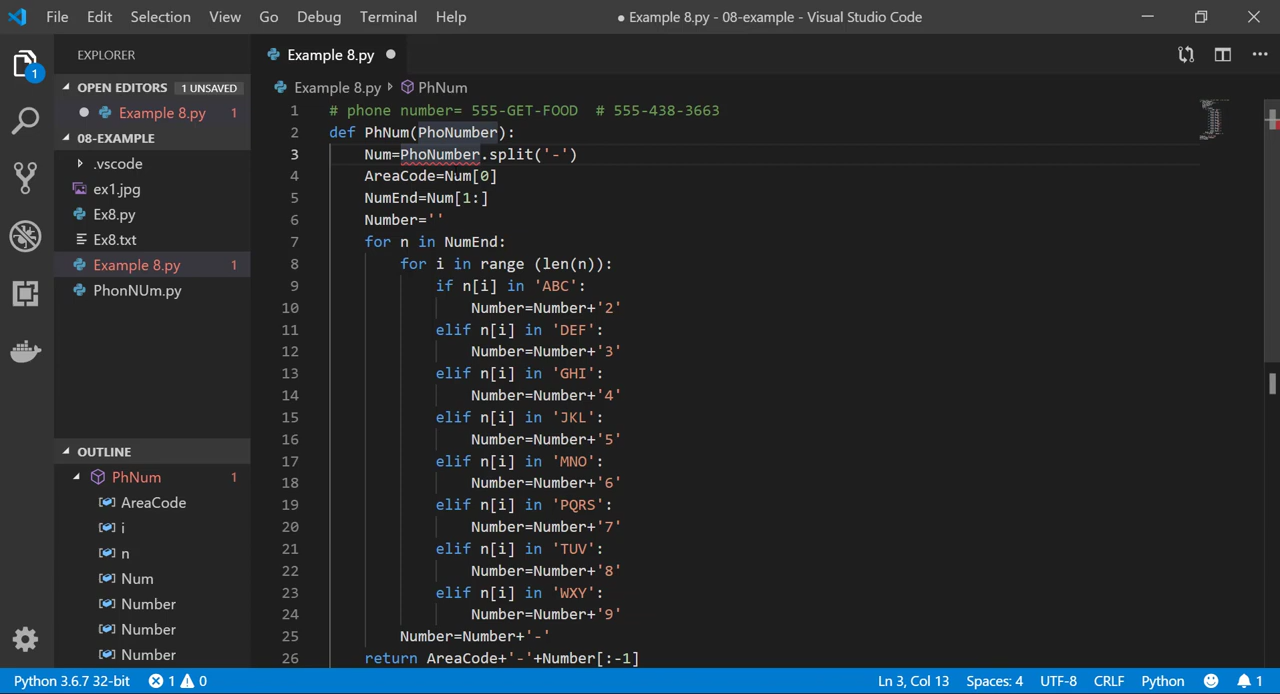 File Edit Selection View Go Debug Terminal Help ● Example 8.py - 08-example - Visual Studio Code
EXPLORER
Example 8.py
OPEN EDITORS 1 UNSAVED
Example 8.py 1
08-EXAMPLE
.vscode
ex1.jpg
Ex8.py
Ex8.txt
Example 8.py 1
PhonNUm.py
OUTLINE
PhNum 1
AreaCode
i
n
Num
Number
Number
Number
1
Example 8.py PhNum
1 # phone number= 555-GET-FOOD # 555-438-3663
2 def PhNum(PhoNumber):
3 Num=PhoNumber.split('-')
4 AreaCode=Num[0]
5 NumEnd=Num[1:]
6 Number=''
7 for n in NumEnd:
8 for i in range (len(n)):
9 if n[i] in 'ABC':
10 Number=Number+'2'
11 elif n[i] in 'DEF':
12 Number=Number+'3'
13 elif n[i] in 'GHI':
14 Number=Number+'4'
15 elif n[i] in 'JKL':
16 Number=Number+'5'
17 elif n[i] in 'MNO':
18 Number=Number+'6'
19 elif n[i] in 'PQRS':
20 Number=Number+'7'
21 elif n[i] in 'TUV':
22 Number=Number+'8'
23 elif n[i] in 'WXY':
24 Number=Number+'9'
25 Number=Number+'-'
26 return AreaCode+'-'+Number[:-1]
Python 3.6.7 32-bit 1 0 Ln 3, Col 13 Spaces: 4 UTF-8 CRLF Python 1